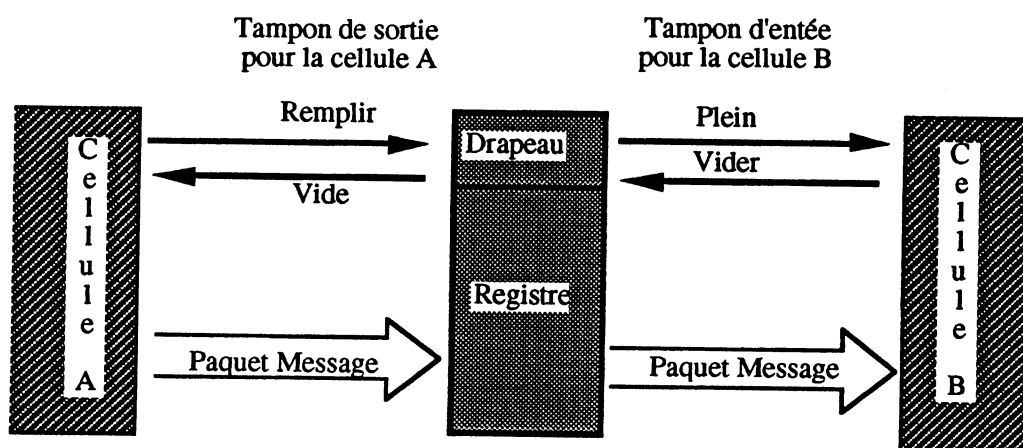 Tampon de sortie
pour la cellule A
Tampon d'entée
pour la cellule B
Remplir
Plein
Drapeau
Vide
Vider
Cellule A
Registre
Cellule B
Paquet Message
Paquet Message